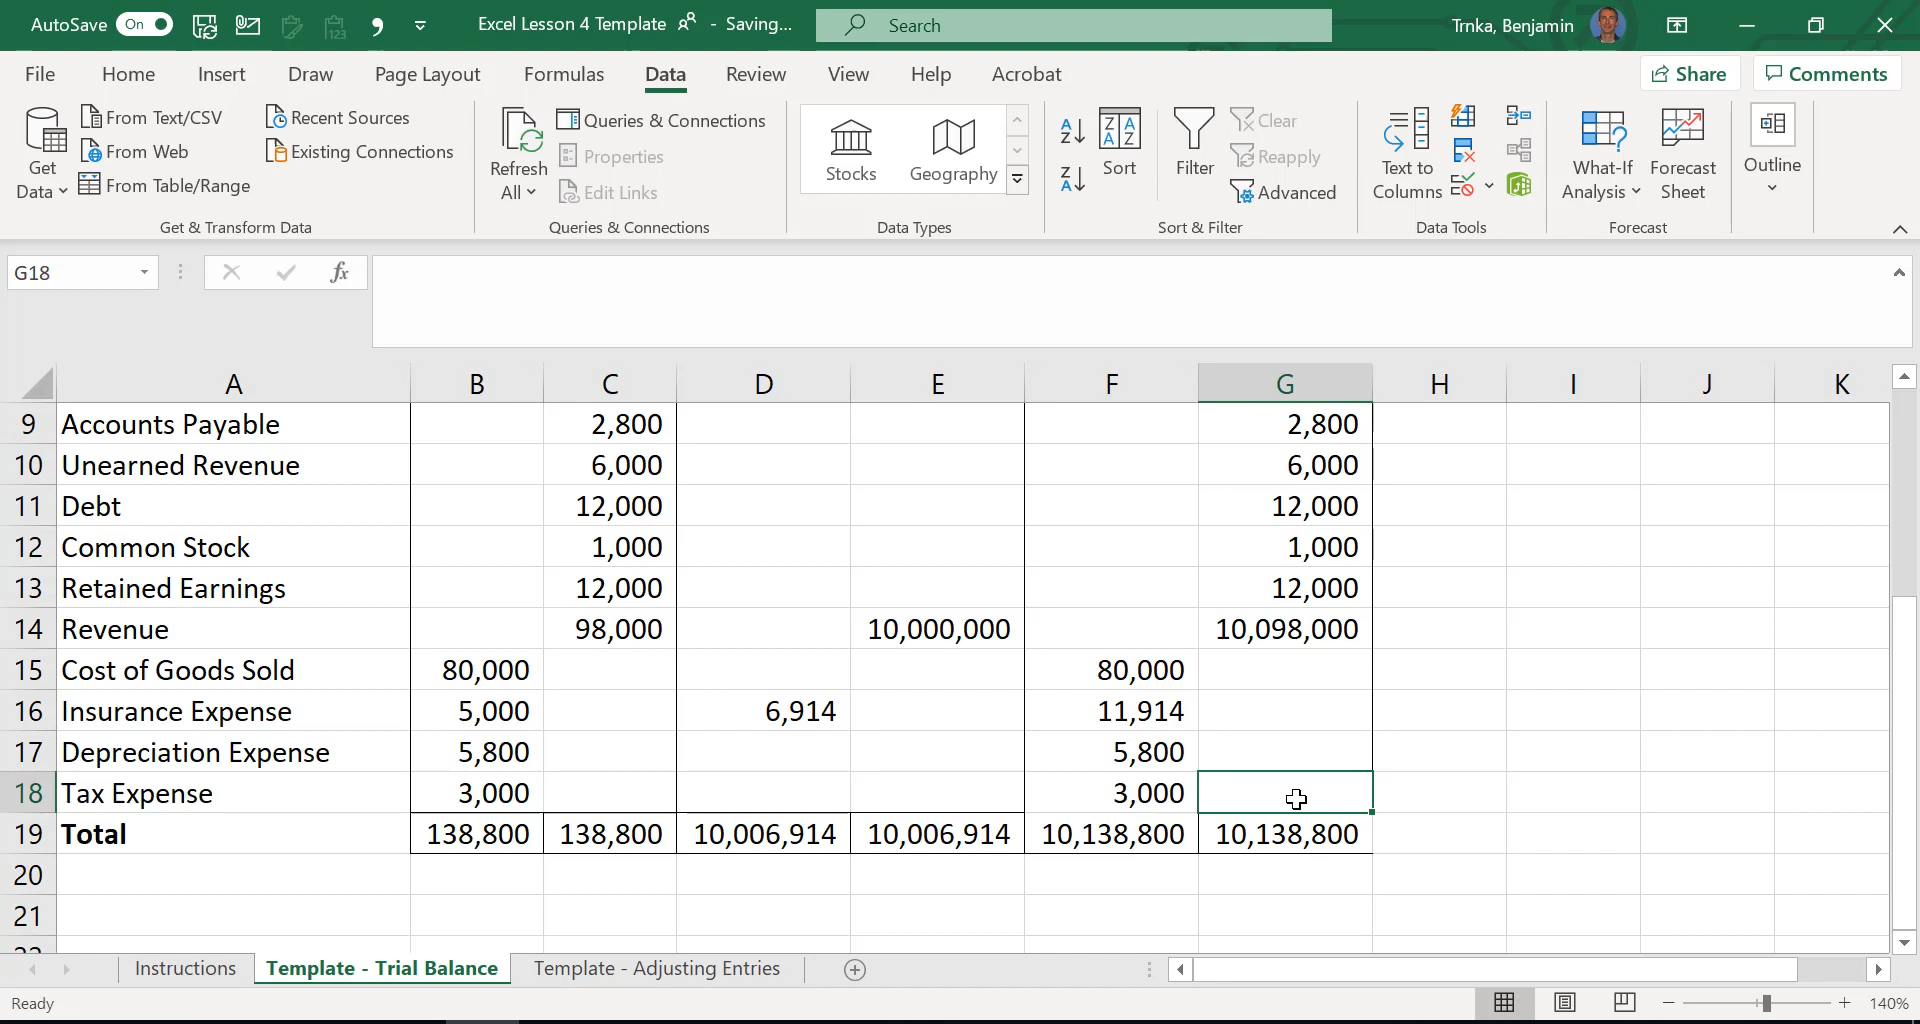 AutoSave On Excel Lesson 4 Template - Saving... Search Trnka, Benjamin
File Home Insert Draw Page Layout Formulas Data Review View Help Acrobat Share Comments
Get Data
From Text/CSV
From Web
From Table/Range
Recent Sources
Existing Connections
Get & Transform Data
Refresh All
Queries & Connections
Properties
Edit Links
Queries & Connections
Stocks Geography
Data Types
Sort
Filter
Clear
Reapply
Advanced
Sort & Filter
Text to Columns
Data Tools
What-If Analysis
Forecast Sheet
Forecast
Outline
G18 fx
A B C D E F G H I J K
9 Accounts Payable 2,800 2,800
10 Unearned Revenue 6,000 6,000
11 Debt 12,000 12,000
12 Common Stock 1,000 1,000
13 Retained Earnings 12,000 12,000
14 Revenue 98,000 10,000,000 10,098,000
15 Cost of Goods Sold 80,000 80,000
16 Insurance Expense 5,000 6,914 11,914
17 Depreciation Expense 5,800 5,800
18 Tax Expense 3,000 3,000
19 Total 138,800 138,800 10,006,914 10,006,914 10,138,800 10,138,800
20
21
Instructions Template - Trial Balance Template - Adjusting Entries
Ready 140%